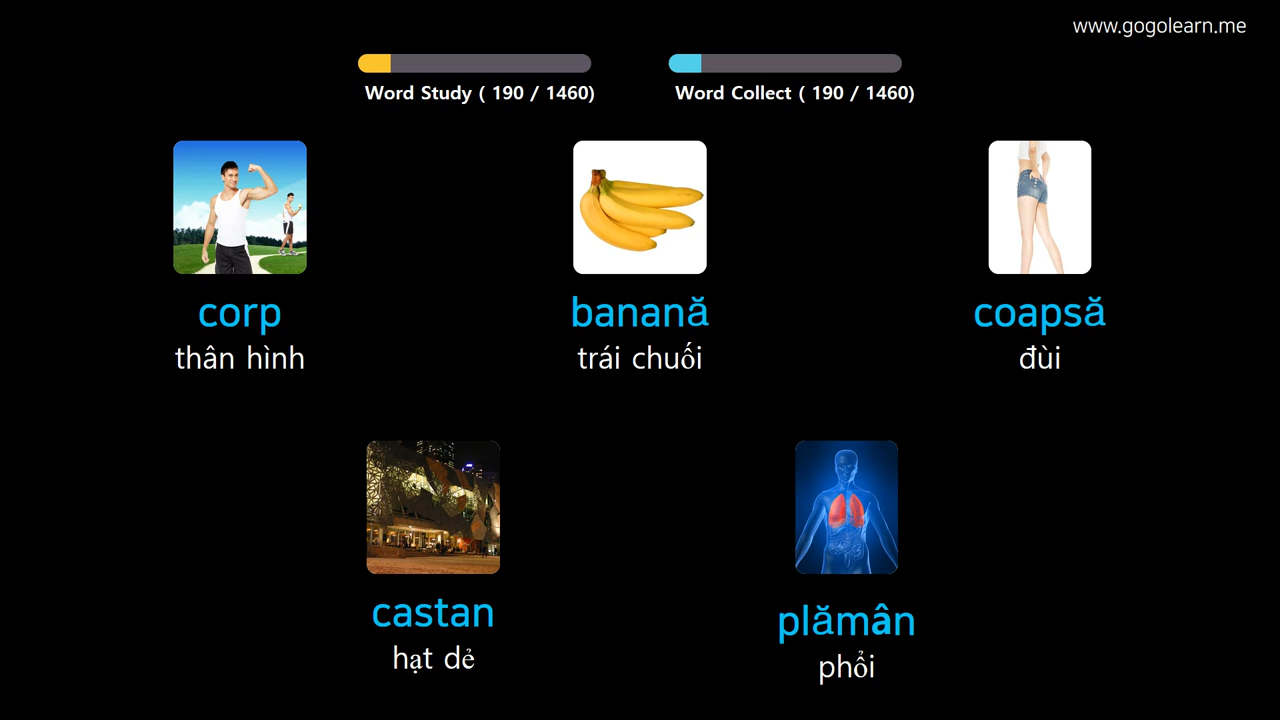 www.gogolearn.me
Word Study ( 190 / 1460)
Word Collect ( 190 / 1460)
corp
banană
coapsă
thân hình
trái chuối
đùi
castan
plămân
hạt dẻ
phổi